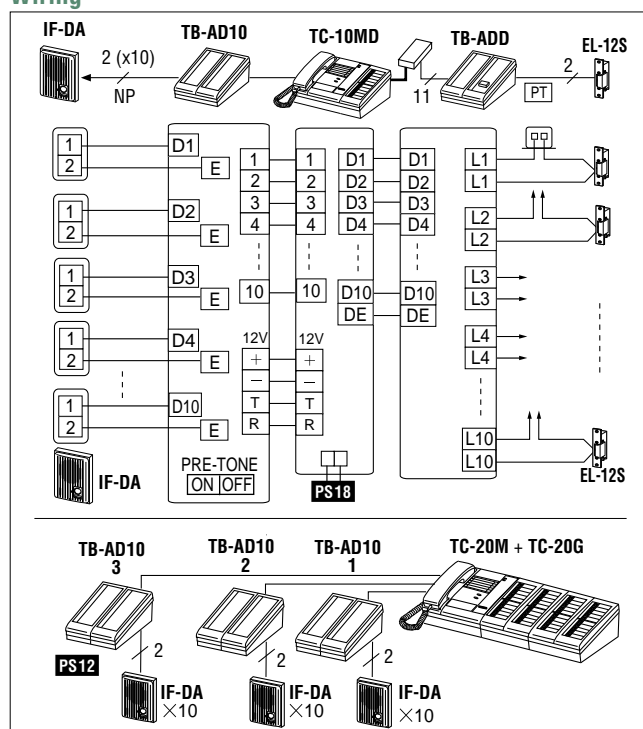 Wiring
IF-DA TB-AD10 TC-10MD TB-ADD EL-12S
2 (x10)
NP
11
2
PT
1 D1
2 E
1 D2
2 E
1 D3
2 E
1 D4
2 E
1 D10
2 E
IF-DA
1 1 D1 D1
2 2 D2 D2
3 3 D3 D3
4 4 D4 D4
10 10 D10 D10
DE DE
12V 12V
+ +
− −
T T
R R
PRE-TONE
ON OFF
PS18
L1
L1
L2
L2
L3
L3
L4
L4
L10
L10
EL-12S
TB-AD10 TB-AD10 TB-AD10 TC-20M + TC-20G
3 2 1
PS12
2 2 2
IF-DA IF-DA IF-DA
×10 ×10 ×10